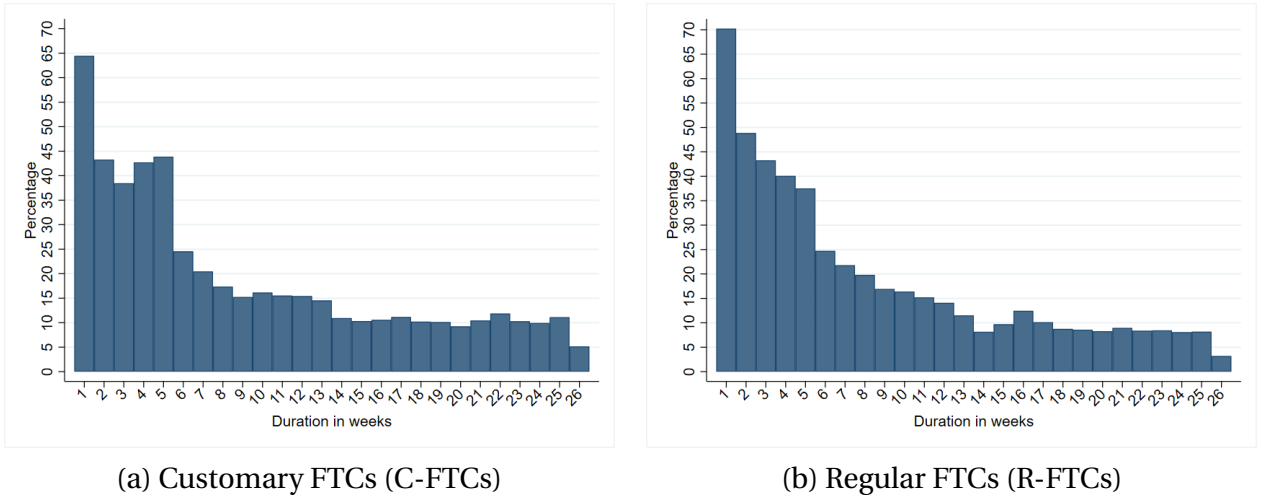 Percentage
0 5 10 15 20 25 30 35 40 45 50 55 60 65 70
1 2 3 4 5 6 7 8 9 10 11 12 13 14 15 16 17 18 19 20 21 22 23 24 25 26
Duration in weeks
(a) Customary FTCs (C-FTCs)
Percentage
0 5 10 15 20 25 30 35 40 45 50 55 60 65 70
1 2 3 4 5 6 7 8 9 10 11 12 13 14 15 16 17 18 19 20 21 22 23 24 25 26
Duration in weeks
(b) Regular FTCs (R-FTCs)